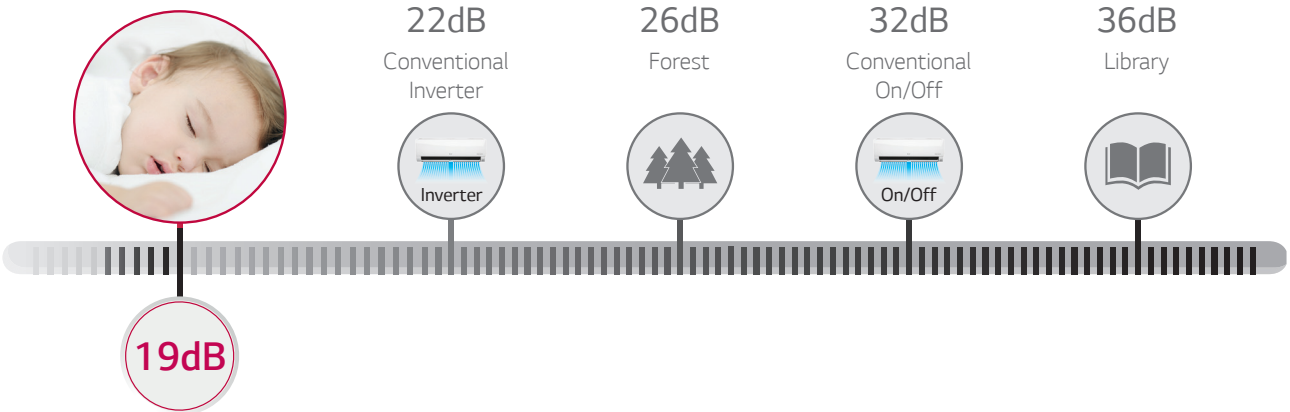 22dB
Conventional
Inverter
Inverter
26dB
Forest
32dB
Conventional
On/Off
On/Off
36dB
Library
19dB